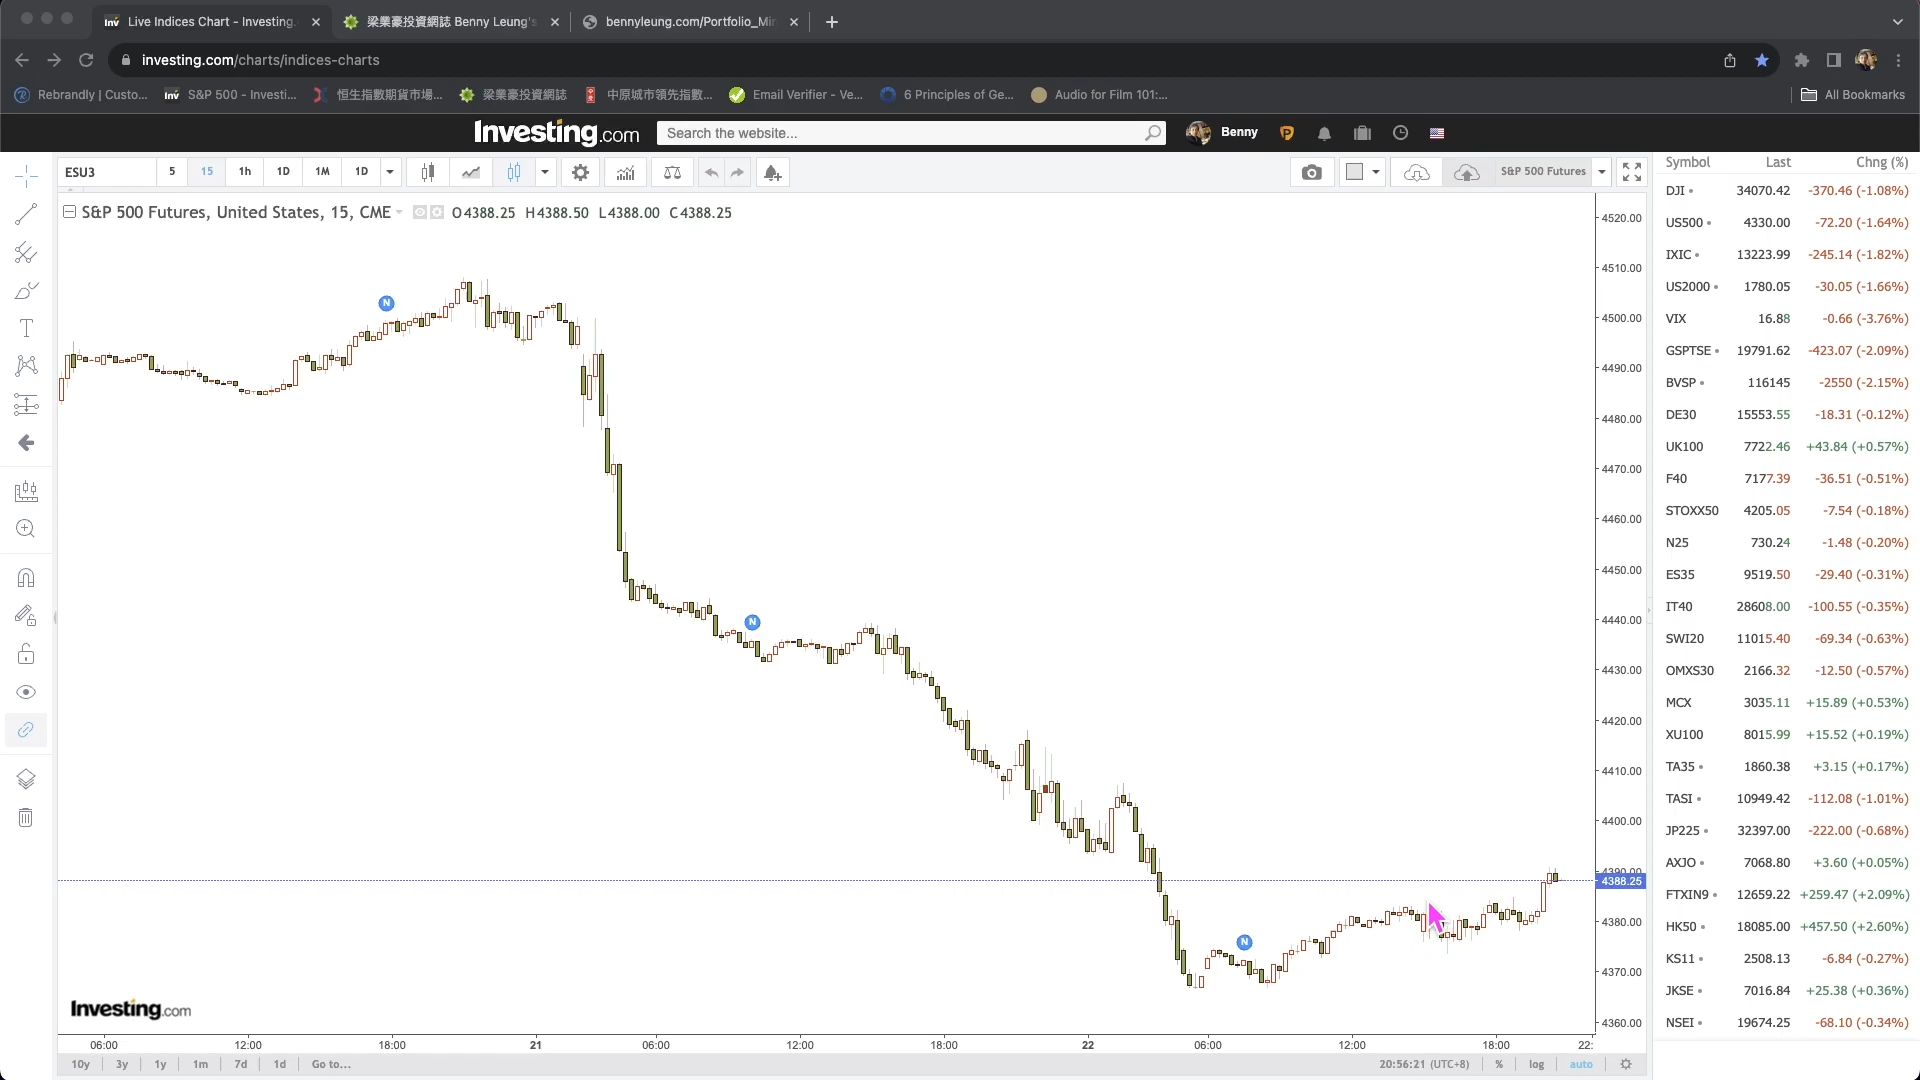 Live Indices Chart - Investing.
梁業豪投資網誌 Benny Leung's
bennyleung.com/Portfolio_Mir
investing.com/charts/indices-charts
Rebrandly | Custo...
Inv S&P 500 - Investi...
恒生指數期貨市場...
梁業豪投資網誌
中原城市領先指數...
Email Verifier - Ve...
6 Principles of Ge...
Audio for Film 101:...
All Bookmarks
Investing.com
Search the website...
Benny
ESU3 5 15 1h 1D 1M 1D
S&P 500 Futures
S&P 500 Futures, United States, 15, CME O4388.25 H4388.50 L4388.00 C4388.25
N
N
N
4520.00
4510.00
4500.00
4490.00
4480.00
4470.00
4460.00
4450.00
4440.00
4430.00
4420.00
4410.00
4400.00
4390.00
4388.25
4380.00
4370.00
4360.00
Investing.com
06:00 12:00 18:00 21 06:00 12:00 18:00 22 06:00 12:00 18:00 22:
10y 3y 1y 1m 7d 1d Go to...
20:56:21 (UTC+8) % log auto
Symbol Last Chng (%)
DJI 34070.42 -370.46 (-1.08%)
US500 4330.00 -72.20 (-1.64%)
IXIC 13223.99 -245.14 (-1.82%)
US2000 1780.05 -30.05 (-1.66%)
VIX 16.88 -0.66 (-3.76%)
GSPTSE 19791.62 -423.07 (-2.09%)
BVSP 116145 -2550 (-2.15%)
DE30 15553.55 -18.31 (-0.12%)
UK100 7722.46 +43.84 (+0.57%)
F40 7177.39 -36.51 (-0.51%)
STOXX50 4205.05 -7.54 (-0.18%)
N25 730.24 -1.48 (-0.20%)
ES35 9519.50 -29.40 (-0.31%)
IT40 28608.00 -100.55 (-0.35%)
SWI20 11015.40 -69.34 (-0.63%)
OMXS30 2166.32 -12.50 (-0.57%)
MCX 3035.11 +15.89 (+0.53%)
XU100 8015.99 +15.52 (+0.19%)
TA35 1860.38 +3.15 (+0.17%)
TASI 10949.42 -112.08 (-1.01%)
JP225 32397.00 -222.00 (-0.68%)
AXJO 7068.80 +3.60 (+0.05%)
FTXIN9 12659.22 +259.47 (+2.09%)
HK50 18085.00 +457.50 (+2.60%)
KS11 2508.13 -6.84 (-0.27%)
JKSE 7016.84 +25.38 (+0.36%)
NSEI 19674.25 -68.10 (-0.34%)